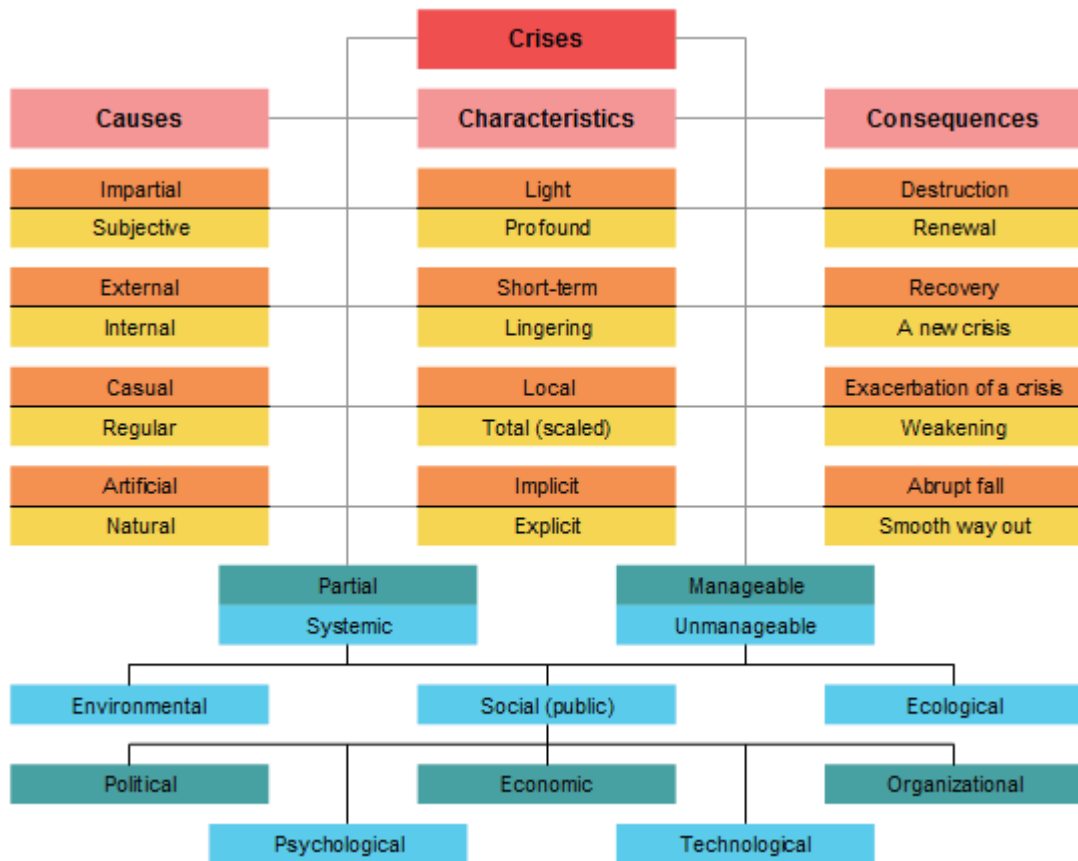 Crises
Causes
Characteristics
Consequences
Impartial
Light
Destruction
Subjective
Profound
Renewal
External
Short-term
Recovery
Internal
Lingering
A new crisis
Casual
Local
Exacerbation of a crisis
Regular
Total (scaled)
Weakening
Artificial
Implicit
Abrupt fall
Natural
Explicit
Smooth way out
Partial
Manageable
Systemic
Unmanageable
Environmental
Social (public)
Ecological
Political
Economic
Organizational
Psychological
Technological